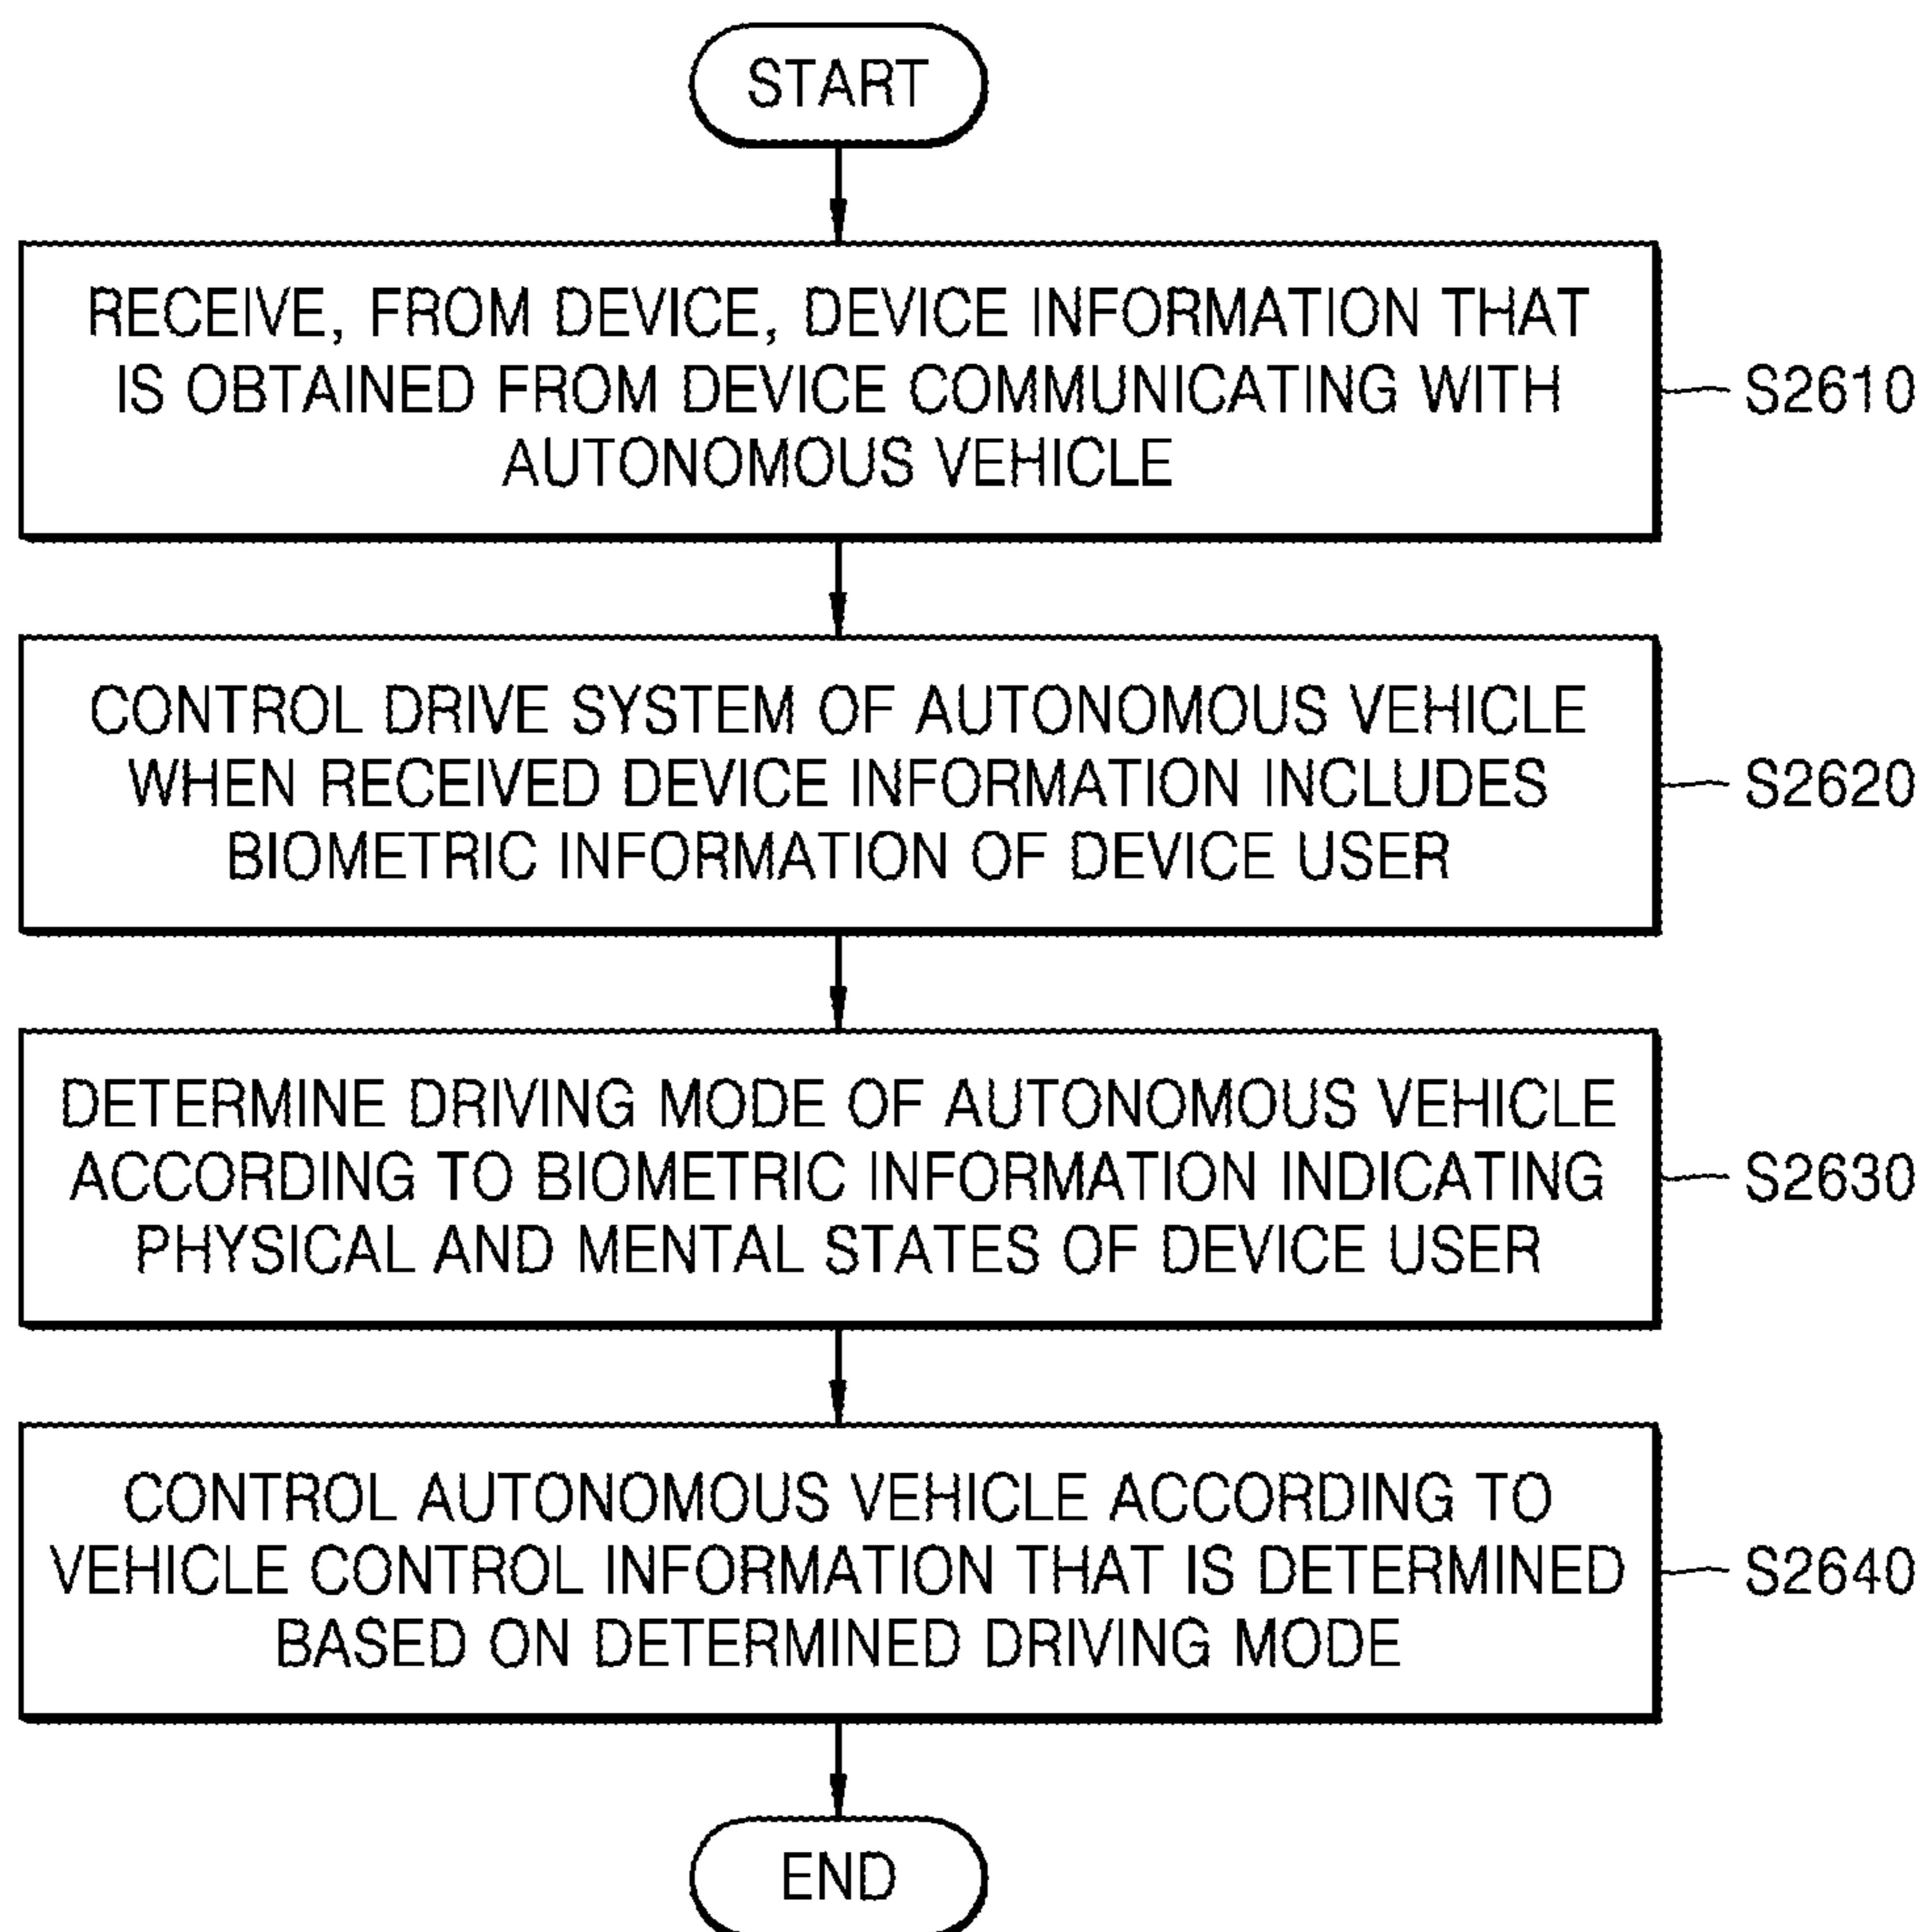 START
RECEIVE, FROM DEVICE, DEVICE INFORMATION THAT
IS OBTAINED FROM DEVICE COMMUNICATING WITH
AUTONOMOUS VEHICLE
S2610
CONTROL DRIVE SYSTEM OF AUTONOMOUS VEHICLE
WHEN RECEIVED DEVICE INFORMATION INCLUDES
BIOMETRIC INFORMATION OF DEVICE USER
S2620
DETERMINE DRIVING MODE OF AUTONOMOUS VEHICLE
ACCORDING TO BIOMETRIC INFORMATION INDICATING
PHYSICAL AND MENTAL STATES OF DEVICE USER
S2630
CONTROL AUTONOMOUS VEHICLE ACCORDING TO
VEHICLE CONTROL INFORMATION THAT IS DETERMINED
BASED ON DETERMINED DRIVING MODE
S2640
END